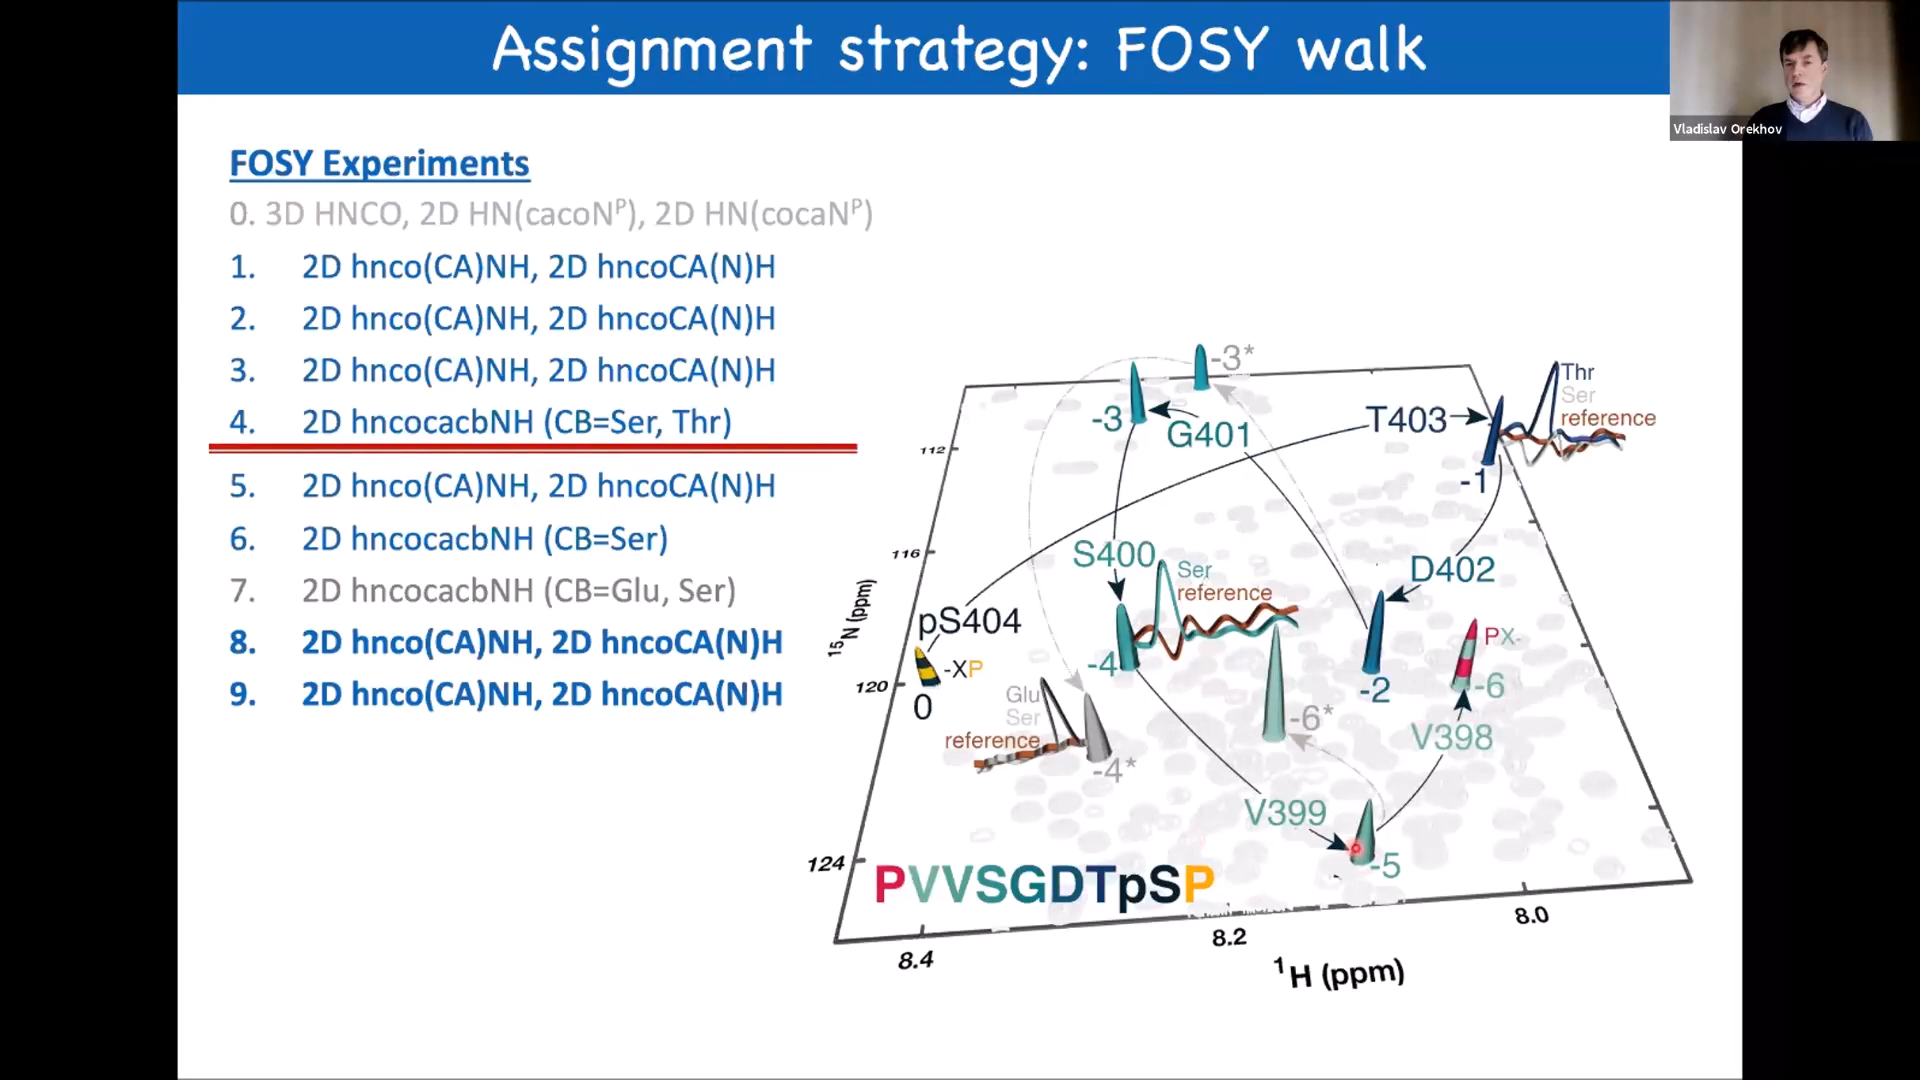 Assignment strategy: FOSY walk
Vladislav Orekhov
FOSY Experiments
0. 3D HNCO, 2D HN(cacoNᴾ), 2D HN(cocaNᴾ)
1. 2D hnco(CA)NH, 2D hncoCA(N)H
2. 2D hnco(CA)NH, 2D hncoCA(N)H
3. 2D hnco(CA)NH, 2D hncoCA(N)H
4. 2D hncocacbNH (CB=Ser, Thr)
5. 2D hnco(CA)NH, 2D hncoCA(N)H
6. 2D hncocacbNH (CB=Ser)
7. 2D hncocacbNH (CB=Glu, Ser)
8. 2D hnco(CA)NH, 2D hncoCA(N)H
9. 2D hnco(CA)NH, 2D hncoCA(N)H
-3*
-3
G401
T403
-1
Thr
Ser
reference
112
116
120
124
¹⁵N (ppm)
S400
Ser
reference
-4
D402
-2
pS404
-XP
0
Glu
Ser
reference
-4*
-6*
PX-
-6
V398
V399
-5
PVVSGDTpSP
8.4
8.2
8.0
¹H (ppm)